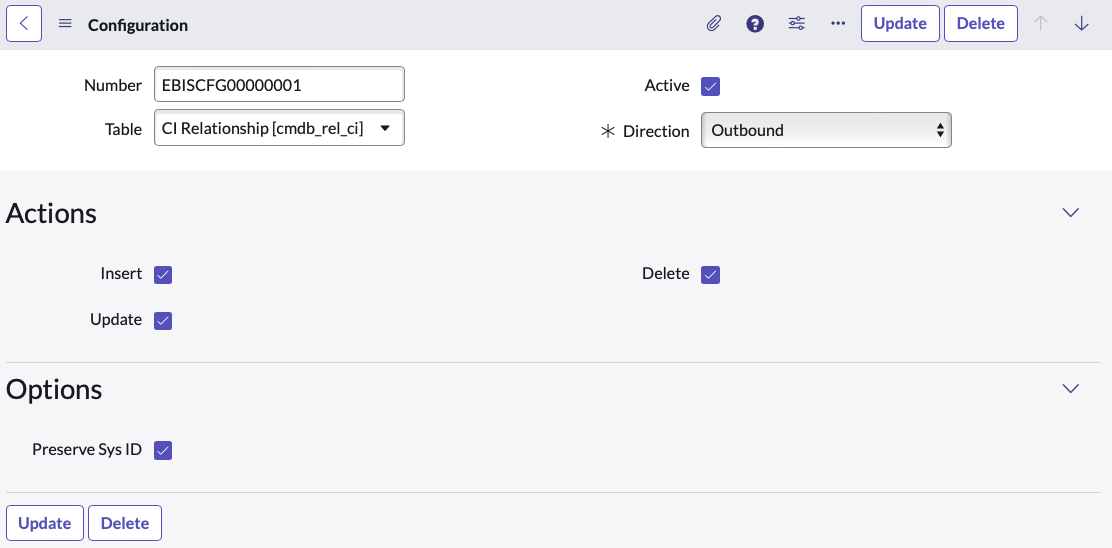 Configuration
Update
Delete
Number EBISCFG00000001
Active
Table CI Relationship [cmdb_rel_ci]
Direction Outbound
Actions
Insert
Delete
Update
Options
Preserve Sys ID
Update
Delete